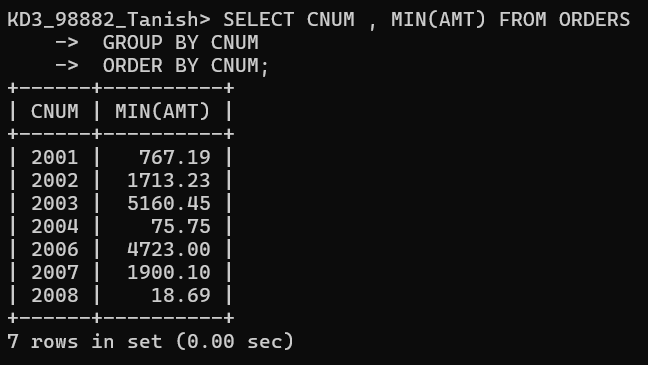 KD3_98882_Tanish> SELECT CNUM , MIN(AMT) FROM ORDERS
    ->  GROUP BY CNUM
    ->  ORDER BY CNUM;
+------+----------+
| CNUM | MIN(AMT) |
+------+----------+
| 2001 |   767.19 |
| 2002 |  1713.23 |
| 2003 |  5160.45 |
| 2004 |    75.75 |
| 2006 |  4723.00 |
| 2007 |  1900.10 |
| 2008 |    18.69 |
+------+----------+
7 rows in set (0.00 sec)